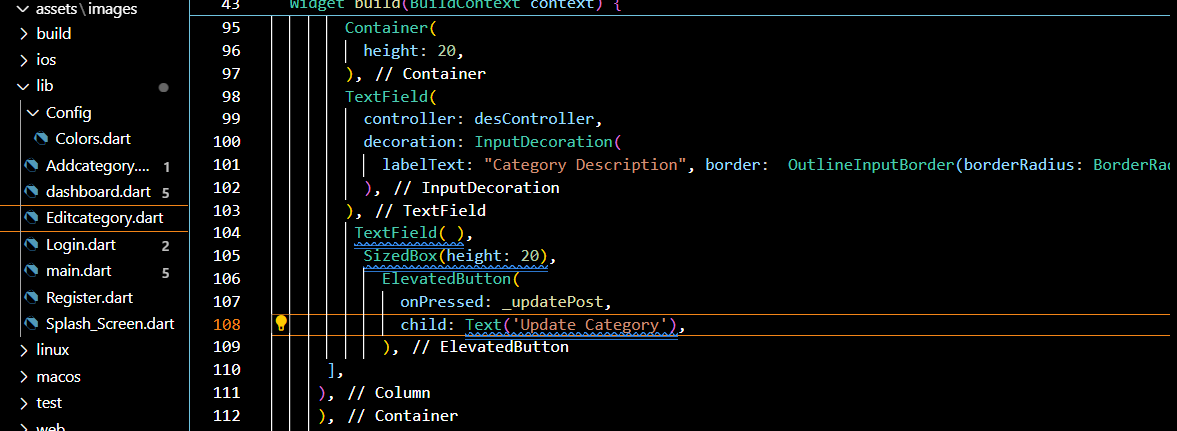 assets\images
build
ios
lib
Config
Colors.dart
Addcategory.... 1
dashboard.dart 5
Editcategory.dart
Login.dart 2
main.dart 5
Register.dart
Splash_Screen.dart
linux
macos
test
web
43 Widget build(BuildContext context) {
95 Container(
96 height: 20,
97 ), // Container
98 TextField(
99 controller: desController,
100 decoration: InputDecoration(
101 labelText: "Category Description", border:  OutlineInputBorder(borderRadius: BorderRad
102 ), // InputDecoration
103 ), // TextField
104 TextField( ),
105 SizedBox(height: 20),
106 ElevatedButton(
107 onPressed: _updatePost,
108 child: Text('Update Category'),
109 ), // ElevatedButton
110 ],
111 ), // Column
112 ), // Container